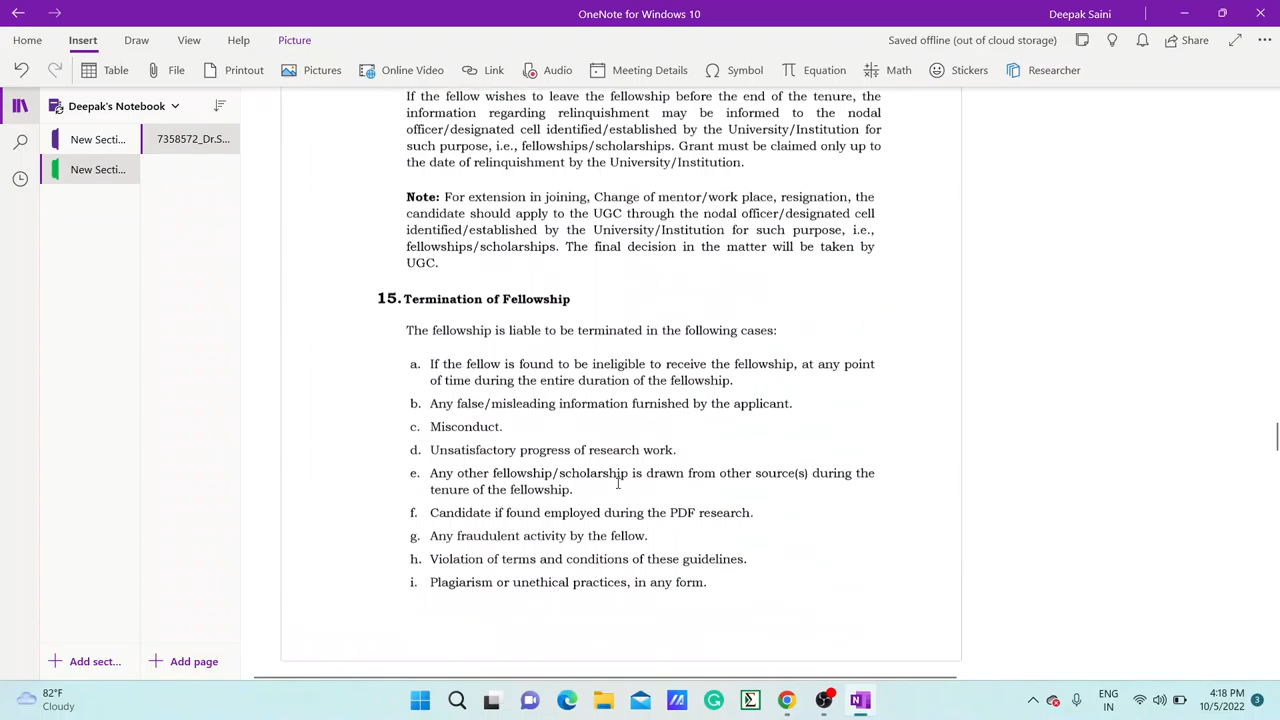 OneNote for Windows 10
Deepak Saini
Home
Insert
Draw
View
Help
Picture
Saved offline (out of cloud storage)
Share
Table
File
Printout
Pictures
Online Video
Link
Audio
Meeting Details
Symbol
Equation
Math
Stickers
Researcher
Deepak's Notebook
New Secti...
7358572_Dr.S...
New Secti...
If the fellow wishes to leave the fellowship before the end of the tenure, the
information regarding relinquishment may be informed to the nodal
officer/designated cell identified/established by the University/Institution for
such purpose, i.e., fellowships/scholarships. Grant must be claimed only up to
the date of relinquishment by the University/Institution.
Note: For extension in joining, Change of mentor/work place, resignation, the
candidate should apply to the UGC through the nodal officer/designated cell
identified/established by the University/Institution for such purpose, i.e.,
fellowships/scholarships. The final decision in the matter will be taken by
UGC.
15. Termination of Fellowship
The fellowship is liable to be terminated in the following cases:
a. If the fellow is found to be ineligible to receive the fellowship, at any point
of time during the entire duration of the fellowship.
b. Any false/misleading information furnished by the applicant.
c. Misconduct.
d. Unsatisfactory progress of research work.
e. Any other fellowship/scholarship is drawn from other source(s) during the
tenure of the fellowship.
f. Candidate if found employed during the PDF research.
g. Any fraudulent activity by the fellow.
h. Violation of terms and conditions of these guidelines.
i. Plagiarism or unethical practices, in any form.
Add sect...
Add page
82°F
Cloudy
ENG
IN
4:18 PM
10/5/2022
3